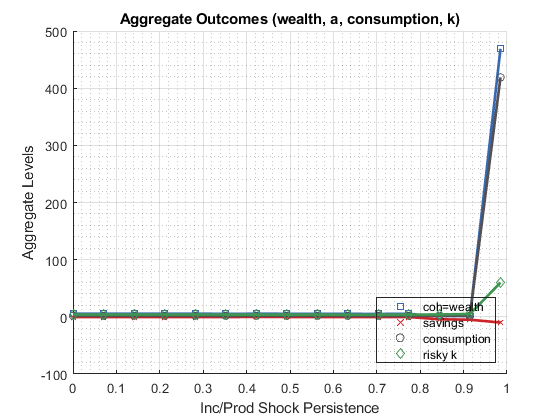 Aggregate Outcomes (wealth, a, consumption, k)
500
400
300
200
100
0
-100
Aggregate Levels
coh=wealth
savings
consumption
risky k
0 0.1 0.2 0.3 0.4 0.5 0.6 0.7 0.8 0.9 1
Inc/Prod Shock Persistence